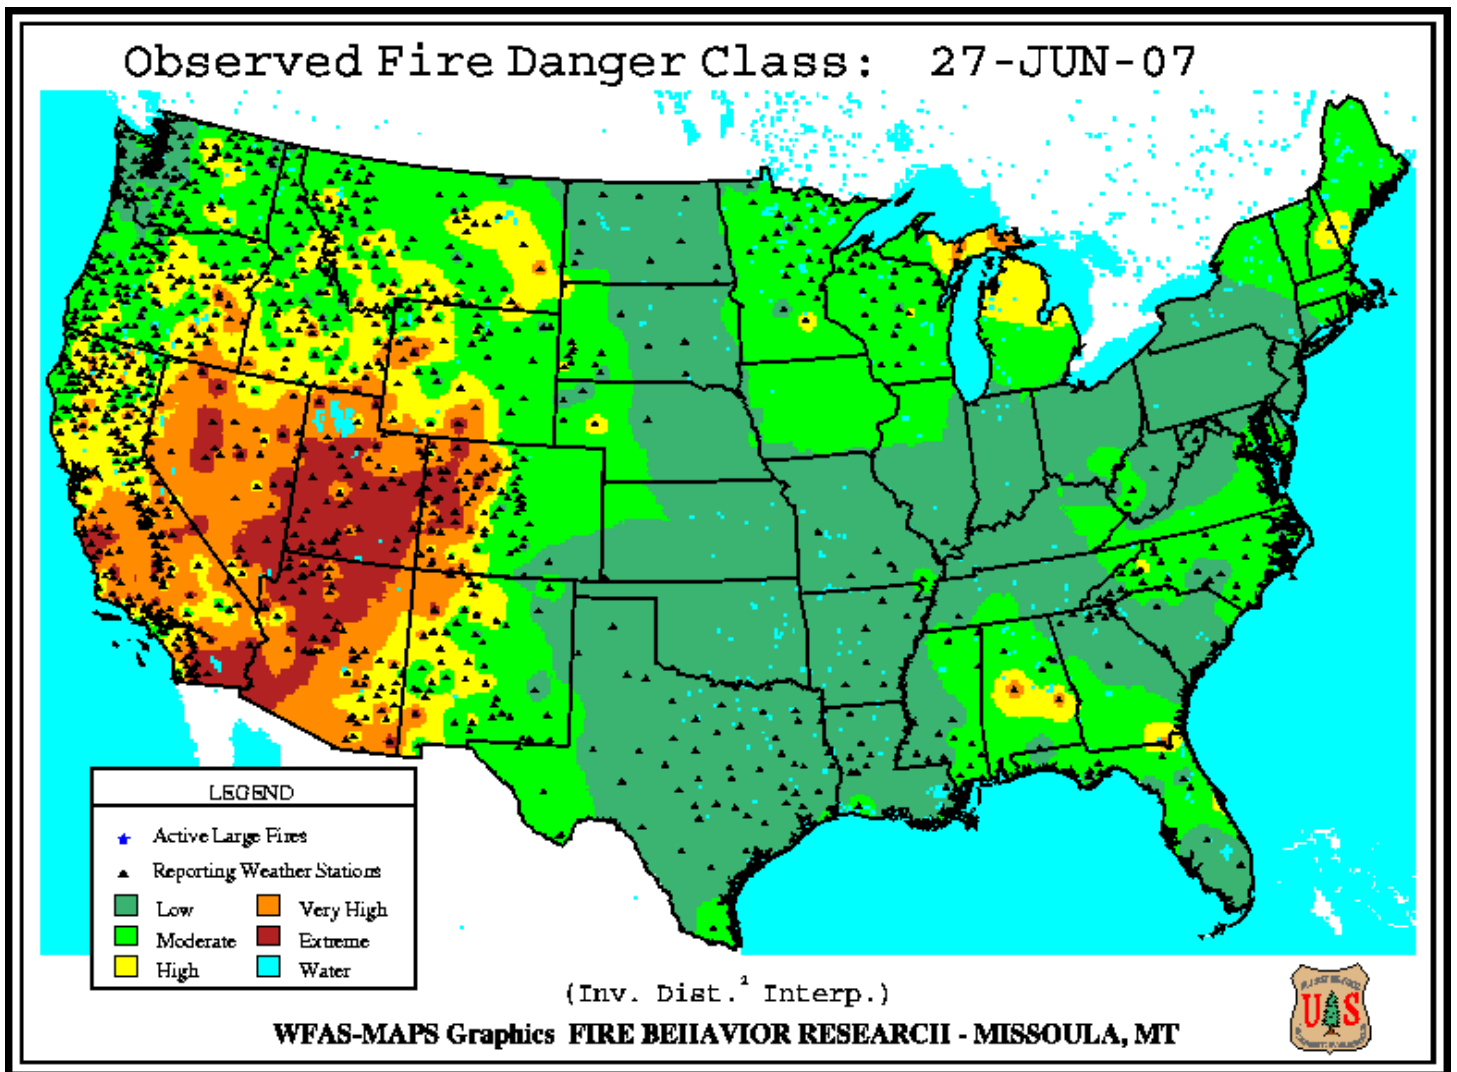 Observed Fire Danger Class: 27-JUN-07
LEGEND
Active Large Fires
Reporting Weather Stations
Low
Very High
Moderate
Extreme
High
Water
(Inv. Dist.² Interp.)
WFAS-MAPS Graphics FIRE BEHAVIOR RESEARCH - MISSOULA, MT
U S